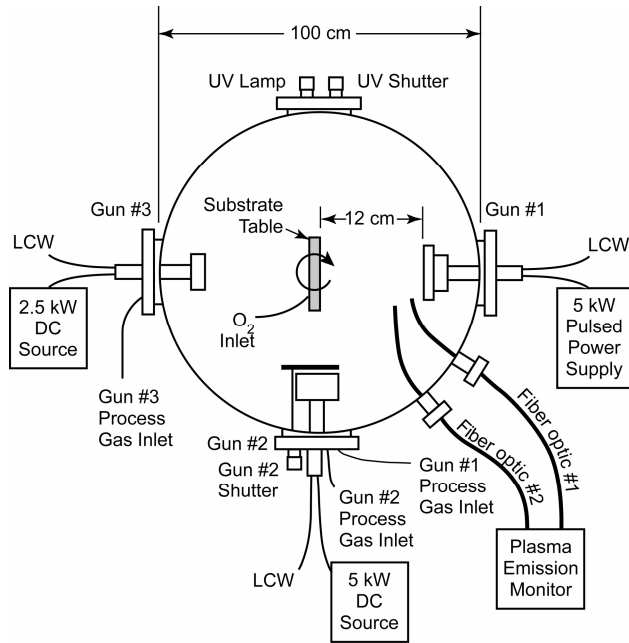 100 cm
UV Lamp
UV Shutter
Gun #3
Substrate
Table
12 cm
Gun #1
LCW
LCW
2.5 kW
DC
Source
O2
Inlet
5 kW
Pulsed
Power
Supply
Gun #3
Process
Gas Inlet
Gun #2
Gun #2
Shutter
Gun #1
Process
Gas Inlet
Gun #2
Process
Gas Inlet
Fiber optic #1
Fiber optic #2
LCW
5 kW
DC
Source
Plasma
Emission
Monitor